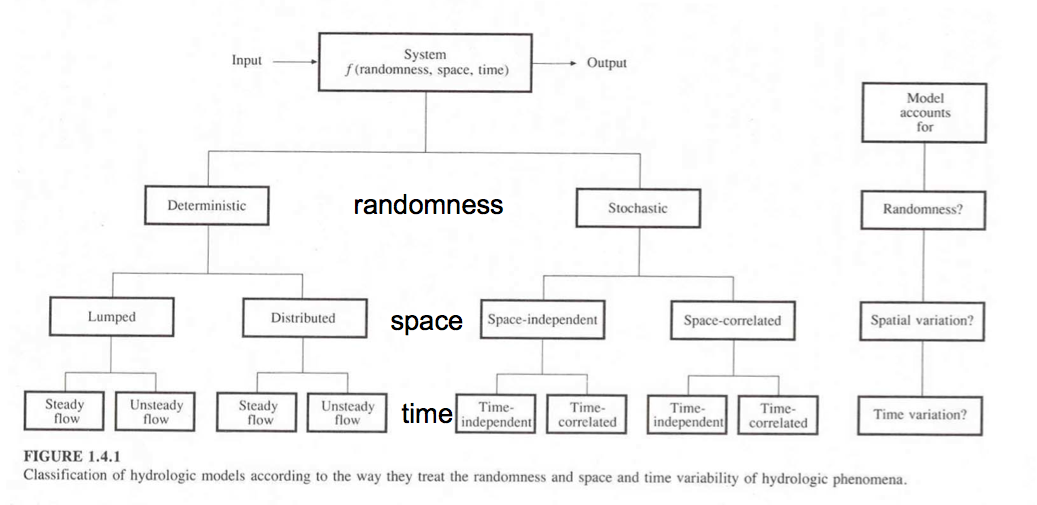 System
Input
f(randomness, space, time)
Output
Model
accounts
for
Deterministic
randomness
Stochastic
Randomness?
Lumped
Distributed
space
Space-independent
Space-correlated
Spatial variation?
Steady
flow
Unsteady
flow
Steady
flow
Unsteady
flow
time
Time-
independent
Time-
correlated
Time-
independent
Time-
correlated
Time variation?
FIGURE 1.4.1
Classification of hydrologic models according to the way they treat the randomness and space and time variability of hydrologic phenomena.